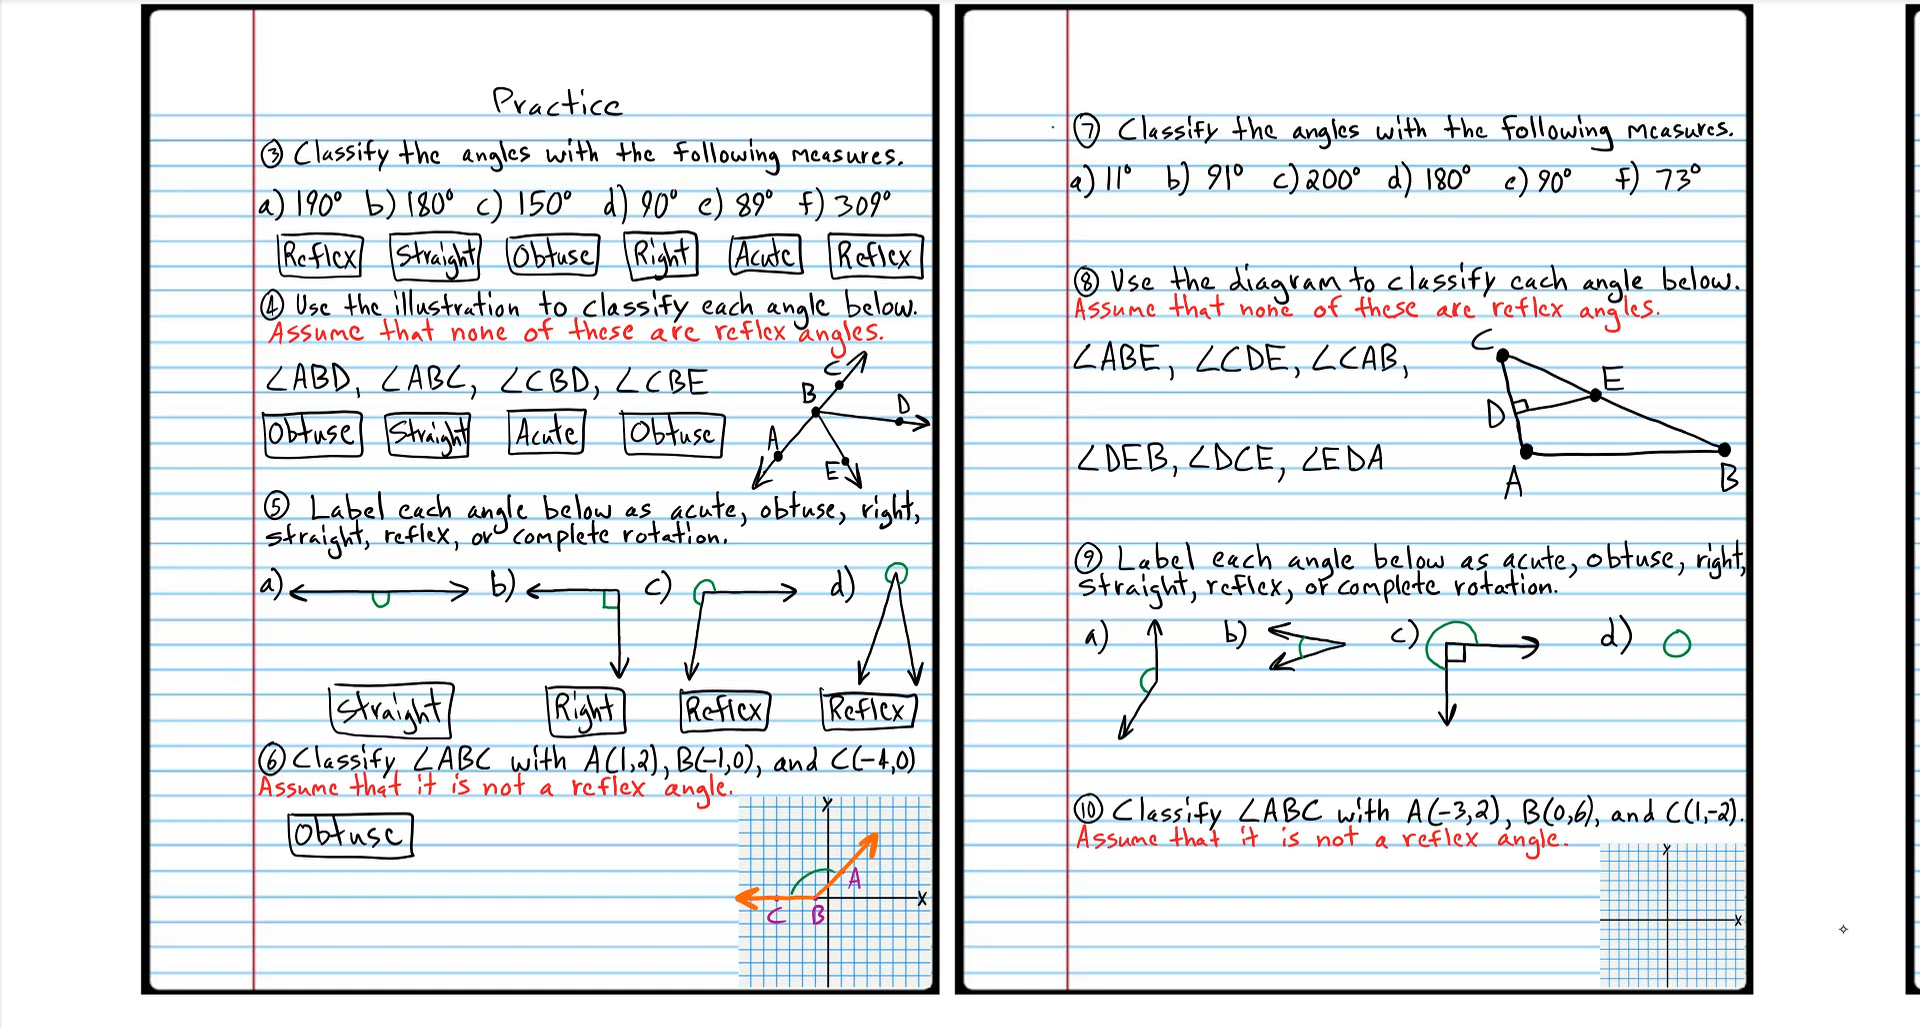 Practice
③ Classify the angles with the following measures.
a) 190° b) 180° c) 150° d) 90° e) 89° f) 309°
Reflex Straight Obtuse Right Acute Reflex
④ Use the illustration to classify each angle below.
Assume that none of these are reflex angles.
∠ABD, ∠ABC, ∠CBD, ∠CBE
Obtuse Straight Acute Obtuse
C
B
D
A
E
⑤ Label each angle below as acute, obtuse, right,
straight, reflex, or complete rotation.
a) b) c) d)
Straight Right Reflex Reflex
⑥ Classify ∠ABC with A(1,2), B(-1,0), and C(-4,0)
Assume that it is not a reflex angle.
Obtuse
Y
A
X
C B
⑦ Classify the angles with the following measures.
a) 11° b) 91° c) 200° d) 180° e) 90° f) 73°
⑧ Use the diagram to classify each angle below.
Assume that none of these are reflex angles.
∠ABE, ∠CDE, ∠CAB,
∠DEB, ∠DCE, ∠EDA
C
E
D
A B
⑨ Label each angle below as acute, obtuse, right,
straight, reflex, or complete rotation.
a) b) c) d)
⑩ Classify ∠ABC with A(-3,2), B(0,6), and C(1,-2).
Assume that it is not a reflex angle.
Y
X